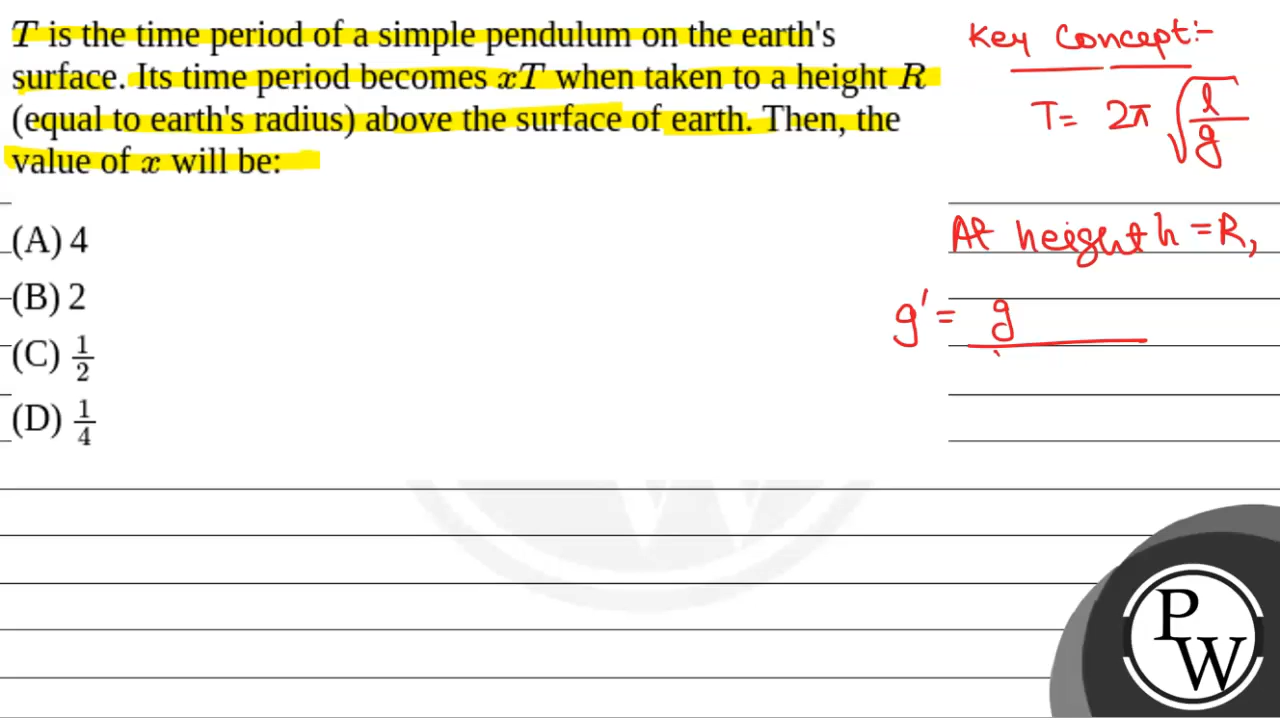 T is the time period of a simple pendulum on the earth's
surface. Its time period becomes xT when taken to a height R
(equal to earth's radius) above the surface of earth. Then, the
value of x will be:
(A) 4
(B) 2
(C) 1/2
(D) 1/4
Key Concept:-
T = 2π √(l/g)
At height h = R,
g' = g
P
W